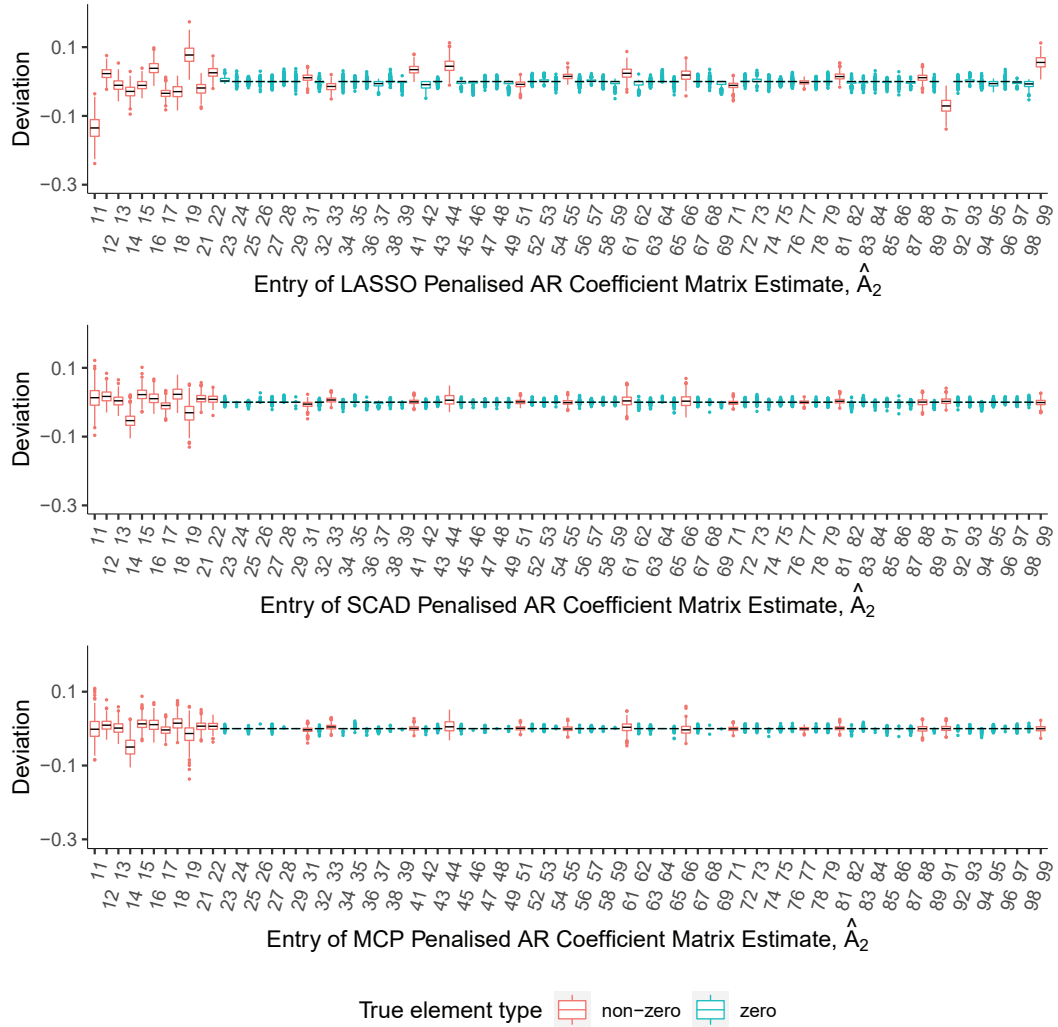 Deviation
0.1
−0.1
−0.3
11 13 15 17 19 22 24 26 28 31 33 35 37 39 42 44 46 48 51 53 55 57 59 62 64 66 68 71 73 75 77 79 82 84 86 88 91 93 95 97 99
12 14 16 18 21 23 25 27 29 32 34 36 38 41 43 45 47 49 52 54 56 58 61 63 65 67 69 72 74 76 78 81 83 85 87 89 92 94 96 98
Entry of LASSO Penalised AR Coefficient Matrix Estimate, Â₂
Deviation
0.1
−0.1
−0.3
11 13 15 17 19 22 24 26 28 31 33 35 37 39 42 44 46 48 51 53 55 57 59 62 64 66 68 71 73 75 77 79 82 84 86 88 91 93 95 97 99
12 14 16 18 21 23 25 27 29 32 34 36 38 41 43 45 47 49 52 54 56 58 61 63 65 67 69 72 74 76 78 81 83 85 87 89 92 94 96 98
Entry of SCAD Penalised AR Coefficient Matrix Estimate, Â₂
Deviation
0.1
−0.1
−0.3
11 13 15 17 19 22 24 26 28 31 33 35 37 39 42 44 46 48 51 53 55 57 59 62 64 66 68 71 73 75 77 79 82 84 86 88 91 93 95 97 99
12 14 16 18 21 23 25 27 29 32 34 36 38 41 43 45 47 49 52 54 56 58 61 63 65 67 69 72 74 76 78 81 83 85 87 89 92 94 96 98
Entry of MCP Penalised AR Coefficient Matrix Estimate, Â₂
True element type non−zero zero